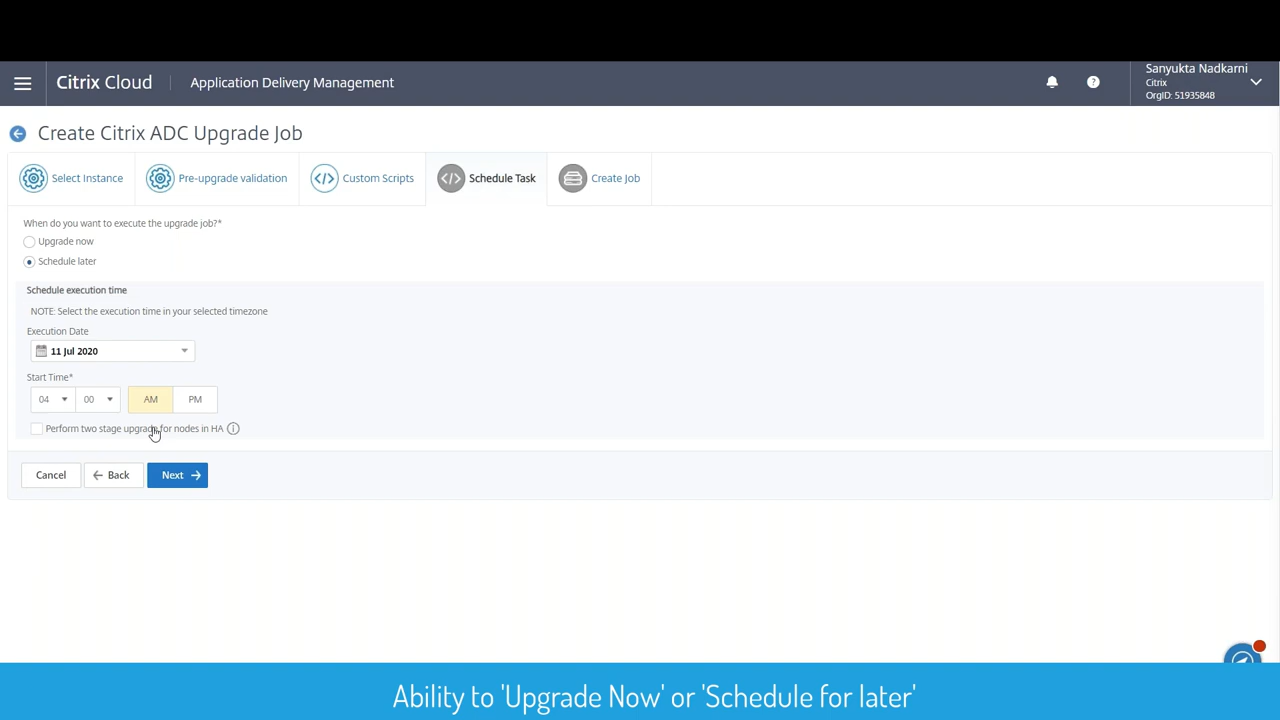 Citrix Cloud
Application Delivery Management
?
Sanyukta Nadkarni
Citrix
OrgID: 51935848
Create Citrix ADC Upgrade Job
Select Instance
Pre-upgrade validation
</> Custom Scripts
</> Schedule Task
Create Job
When do you want to execute the upgrade job?*
Upgrade now
Schedule later
Schedule execution time
NOTE: Select the execution time in your selected timezone
Execution Date
11 Jul 2020
Start Time*
04 00 AM PM
Perform two stage upgrade for nodes in HA i
Cancel
Back
Next
Ability to 'Upgrade Now' or 'Schedule for later'